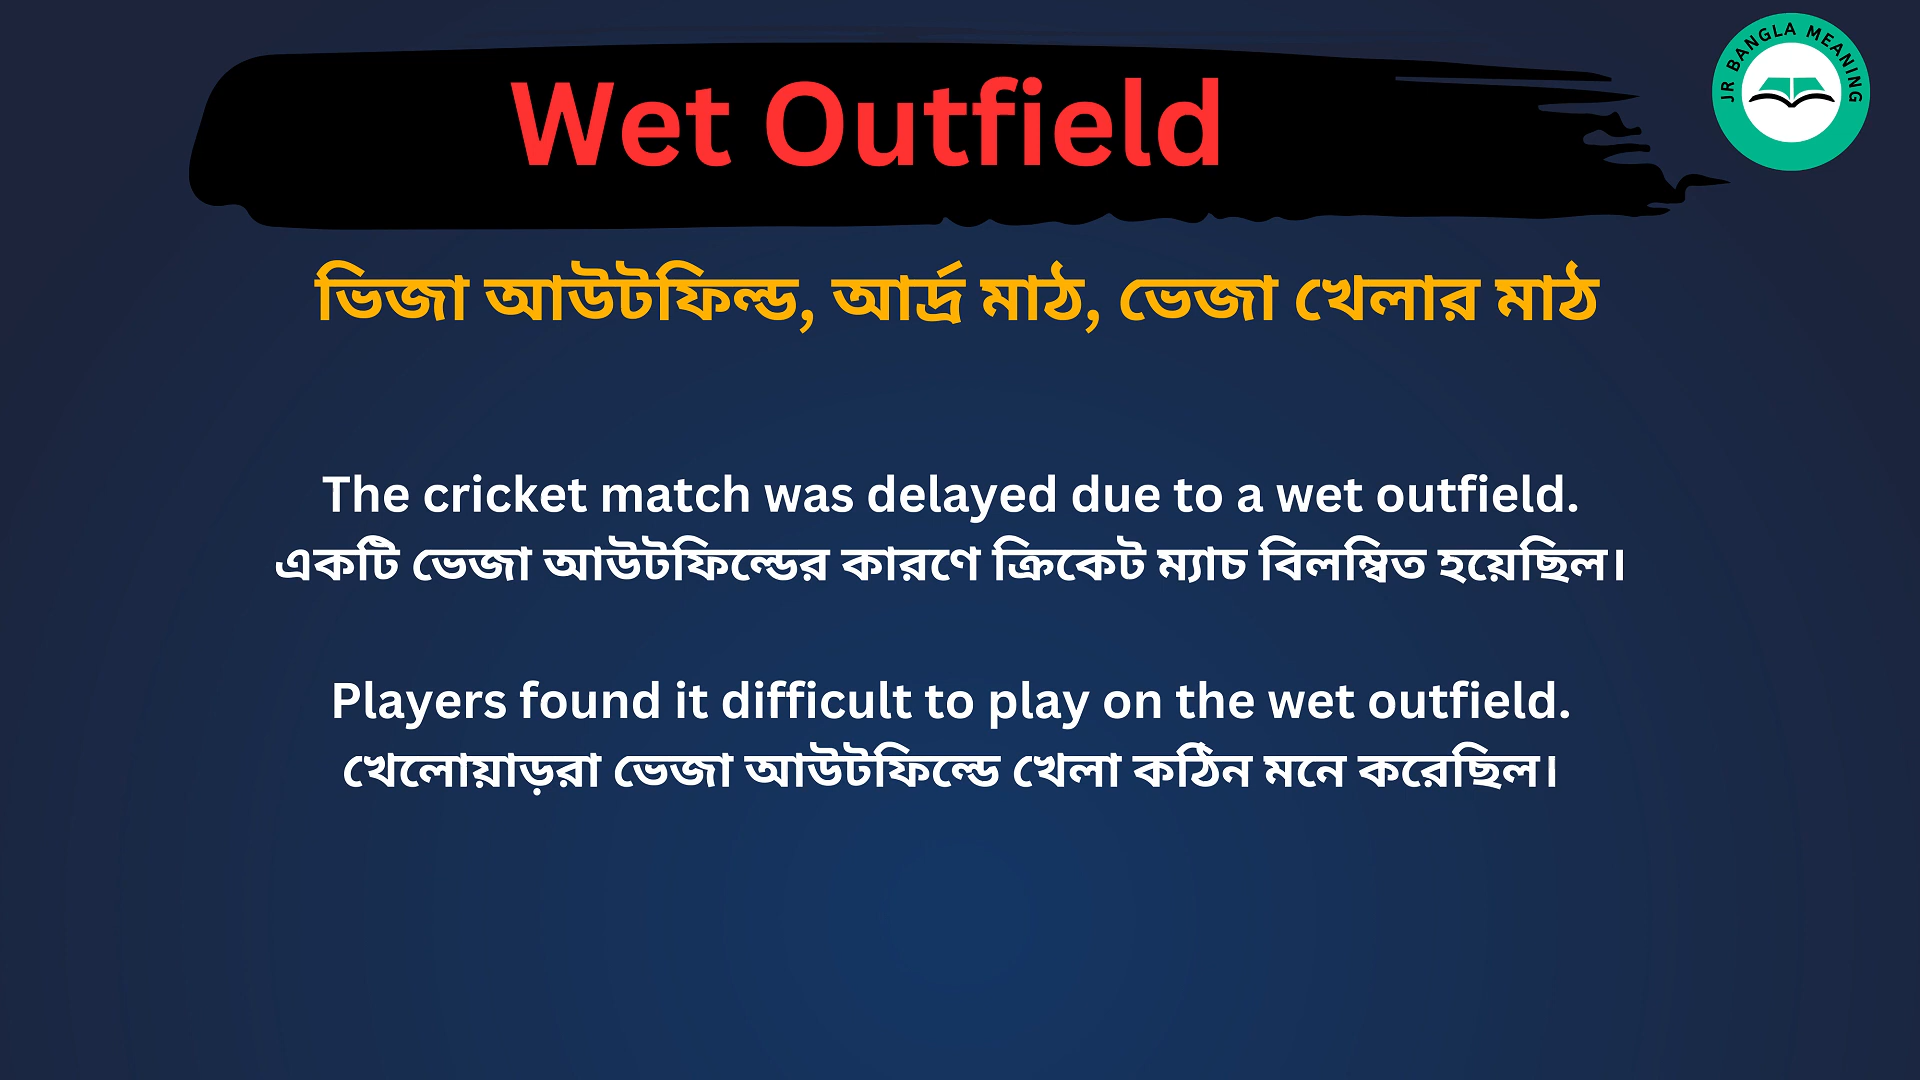 Wet Outfield
JR BANGLA MEANING
ভিজা আউটফিল্ড, আর্দ্র মাঠ, ভেজা খেলার মাঠ
The cricket match was delayed due to a wet outfield.
একটি ভেজা আউটফিল্ডের কারণে ক্রিকেট ম্যাচ বিলম্বিত হয়েছিল।
Players found it difficult to play on the wet outfield.
খেলোয়াড়রা ভেজা আউটফিল্ডে খেলা কঠিন মনে করেছিল।